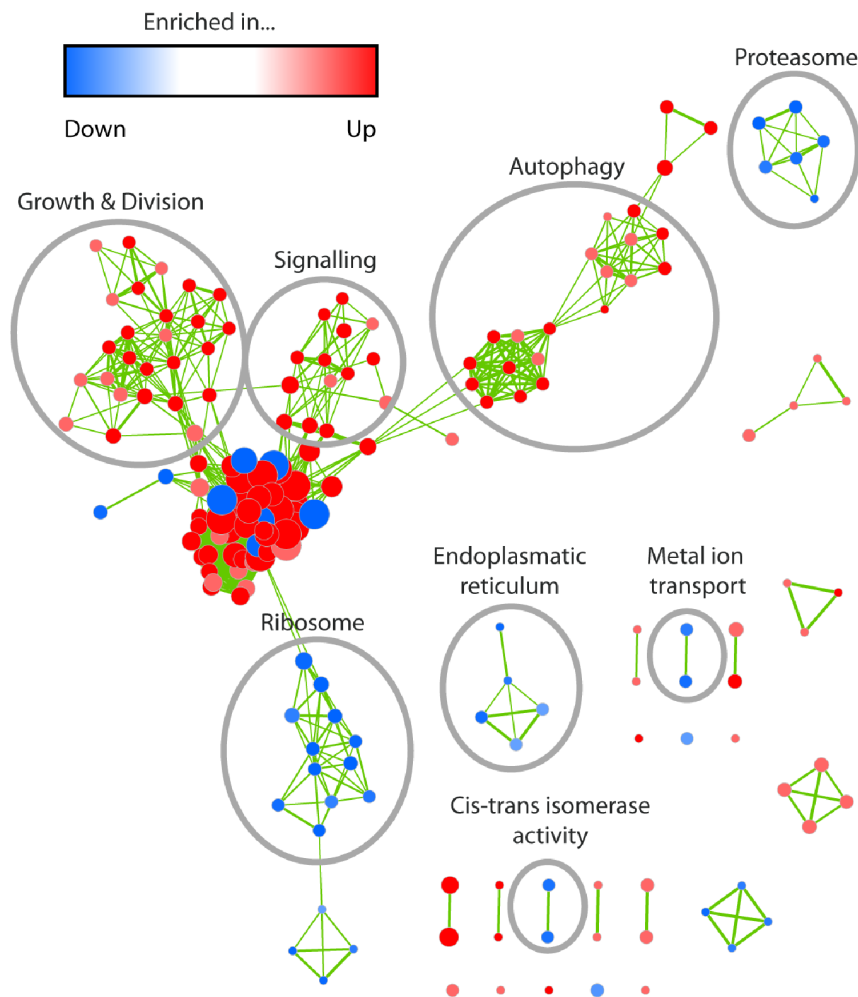 Enriched in...
Down
Up
Proteasome
Autophagy
Growth & Division
Signalling
Endoplasmatic
reticulum
Metal ion
transport
Ribosome
Cis-trans isomerase
activity